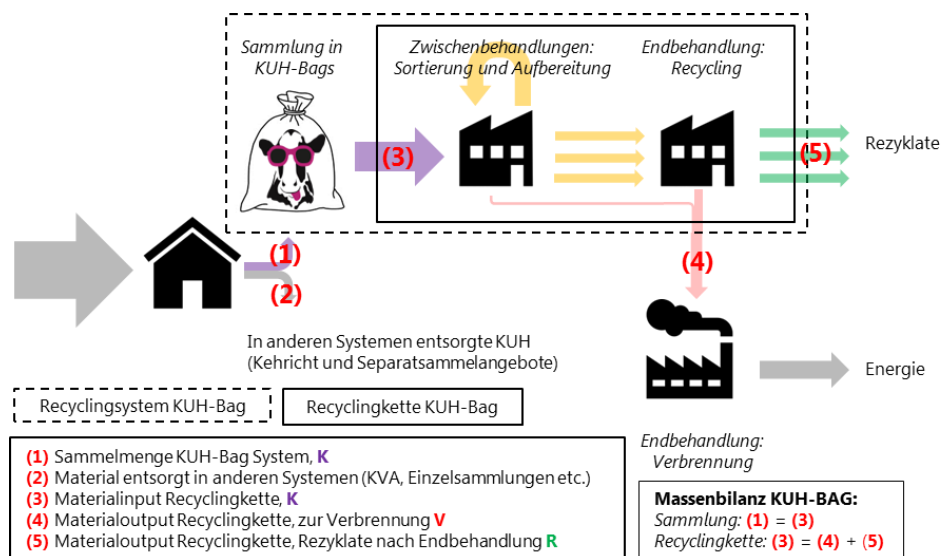 Sammlung in
KUH-Bags
Zwischenbehandlungen:
Sortierung und Aufbereitung
Endbehandlung:
Recycling
(3)
(5)
Rezyklate
(1)
(2)
(4)
In anderen Systemen entsorgte KUH
(Kehricht und Separatsammelangebote)
Energie
Recyclingsystem KUH-Bag
Recyclingkette KUH-Bag
Endbehandlung:
Verbrennung
(1) Sammelmenge KUH-Bag System, K
(2) Material entsorgt in anderen Systemen (KVA, Einzelsammlungen etc.)
(3) Materialinput Recyclingkette, K
(4) Materialoutput Recyclingkette, zur Verbrennung V
(5) Materialoutput Recyclingkette, Rezyklate nach Endbehandlung R
Massenbilanz KUH-BAG:
Sammlung: (1) = (3)
Recyclingkette: (3) = (4) + (5)